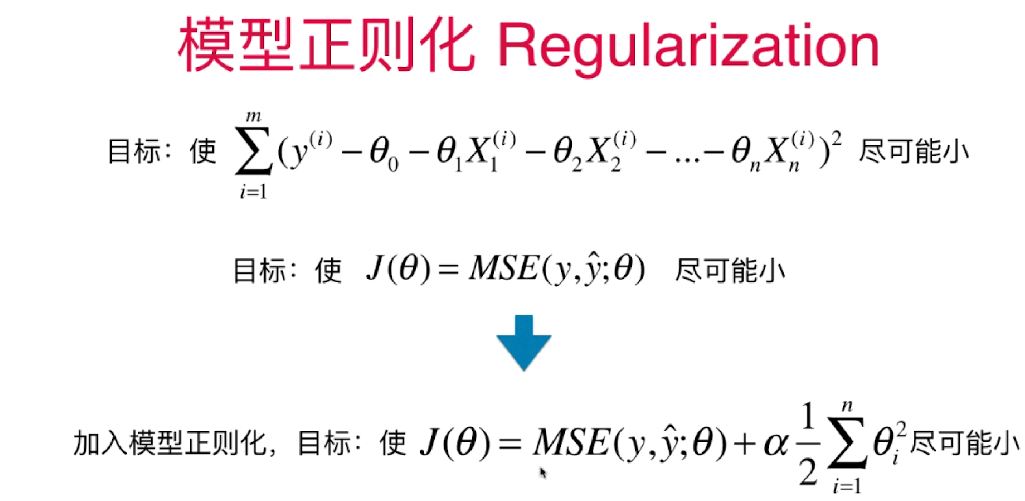 模型正则化 Regularization
目标：使 $\sum_{i=1}^{m}(y^{(i)}-\theta_0-\theta_1X_1^{(i)}-\theta_2X_2^{(i)}-...-\theta_nX_n^{(i)})^2$ 尽可能小
目标：使 $J(\theta)=MSE(y,\hat{y};\theta)$ 尽可能小
加入模型正则化，目标：使 $J(\theta)=MSE(y,\hat{y};\theta)+\alpha\frac{1}{2}\sum_{i=1}^{n}\theta_i^2$ 尽可能小